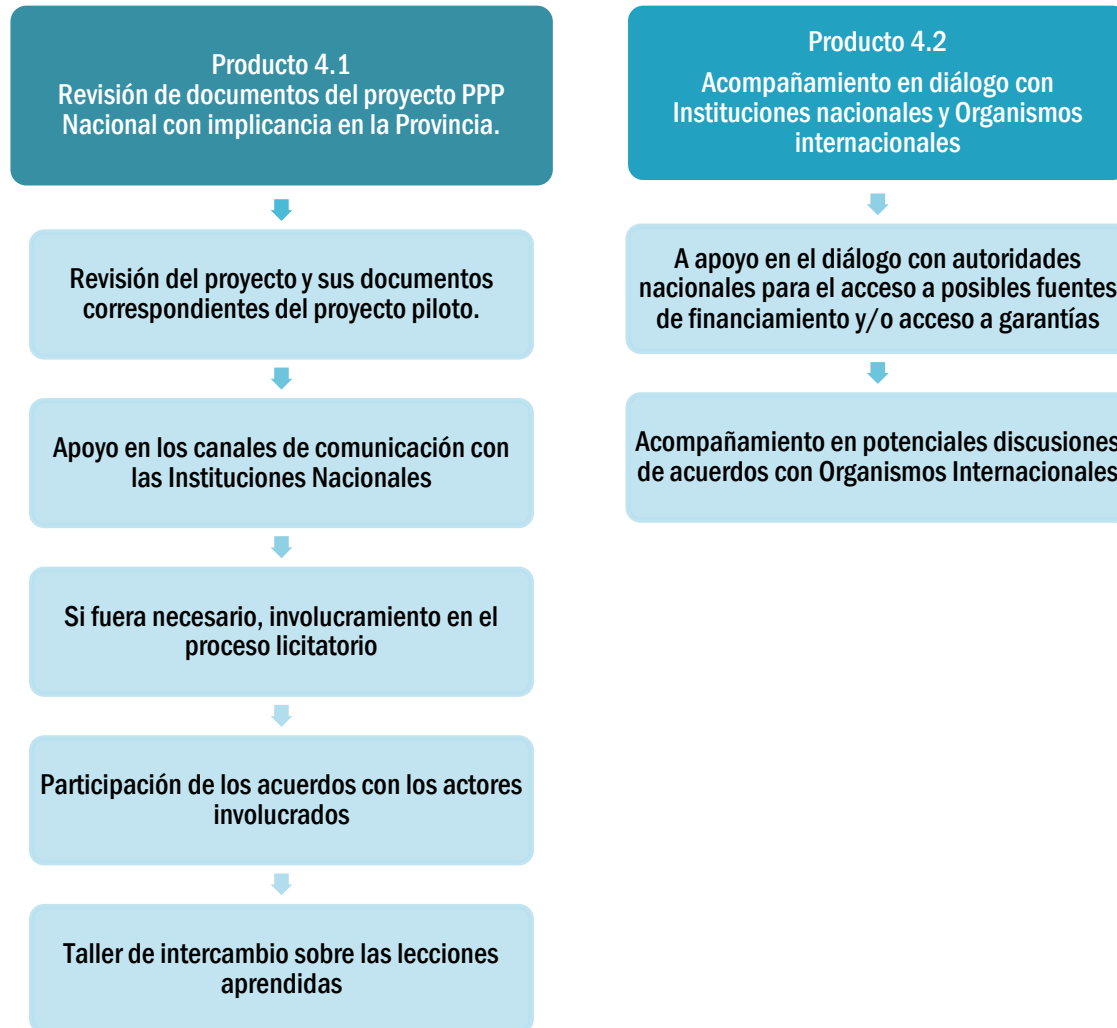 Producto 4.1
Revisión de documentos del proyecto PPP
Nacional con implicancia en la Provincia.
Revisión del proyecto y sus documentos
correspondientes del proyecto piloto.
Apoyo en los canales de comunicación con
las Instituciones Nacionales
Si fuera necesario, involucramiento en el
proceso licitatorio
Participación de los acuerdos con los actores
involucrados
Taller de intercambio sobre las lecciones
aprendidas
Producto 4.2
Acompañamiento en diálogo con
Instituciones nacionales y Organismos
internacionales
A apoyo en el diálogo con autoridades
nacionales para el acceso a posibles fuentes
de financiamiento y/o acceso a garantías
Acompañamiento en potenciales discusiones
de acuerdos con Organismos Internacionales